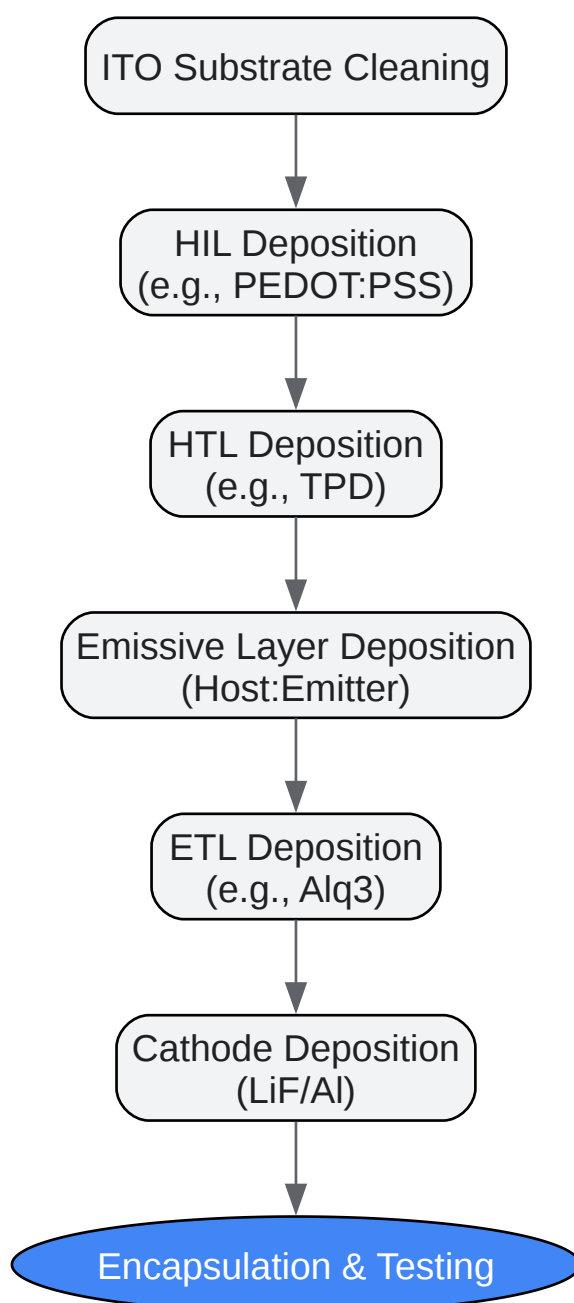 ITO Substrate Cleaning
HIL Deposition
(e.g., PEDOT:PSS)
HTL Deposition
(e.g., TPD)
Emissive Layer Deposition
(Host:Emitter)
ETL Deposition
(e.g., Alq3)
Cathode Deposition
(LiF/Al)
Encapsulation & Testing